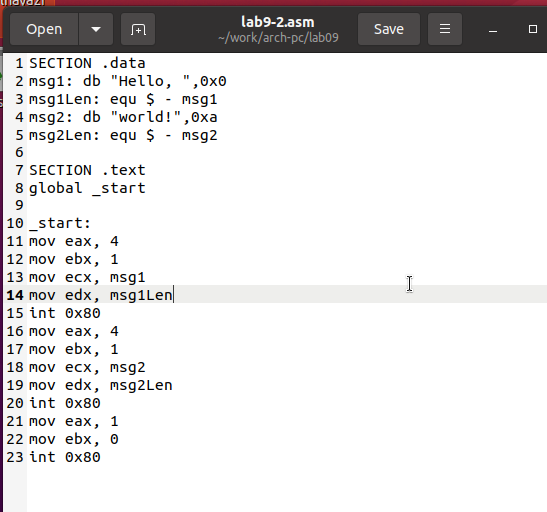 havazi
Open
lab9-2.asm
~/work/arch-pc/lab09
Save
1 SECTION .data
2 msg1: db "Hello, ",0x0
3 msg1Len: equ $ - msg1
4 msg2: db "world!",0xa
5 msg2Len: equ $ - msg2
6
7 SECTION .text
8 global _start
9
10 _start:
11 mov eax, 4
12 mov ebx, 1
13 mov ecx, msg1
14 mov edx, msg1Len
15 int 0x80
16 mov eax, 4
17 mov ebx, 1
18 mov ecx, msg2
19 mov edx, msg2Len
20 int 0x80
21 mov eax, 1
22 mov ebx, 0
23 int 0x80